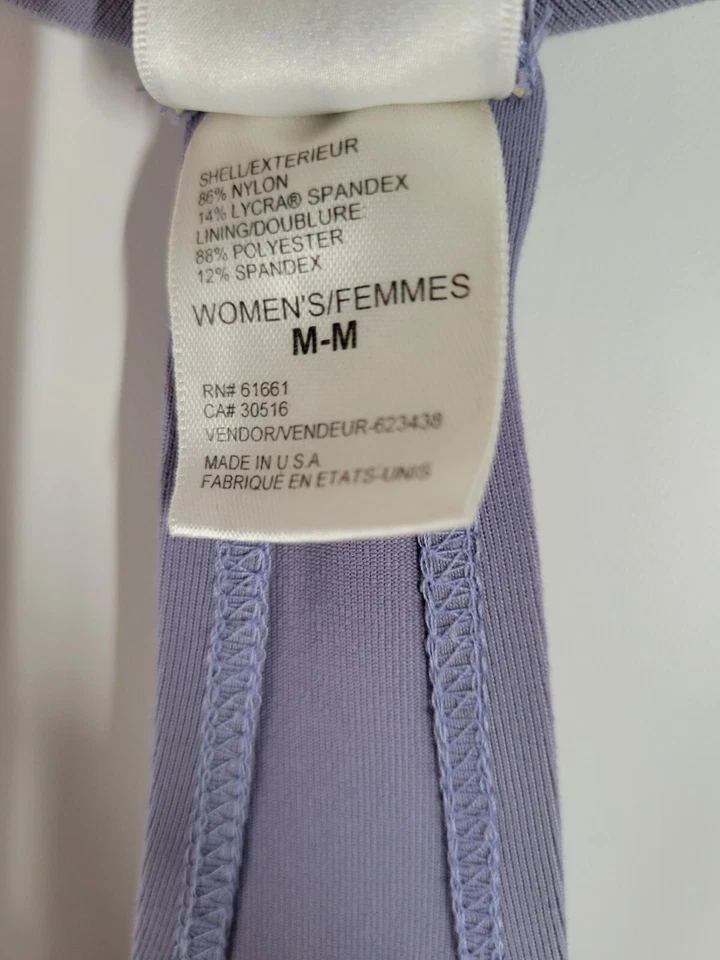 SHELL/EXTERIEUR
86% NYLON
14% LYCRA® SPANDEX
LINING/DOUBLURE:
88% POLYESTER
12% SPANDEX
WOMEN'S/FEMMES
M-M
RN# 61661
CA# 30516
VENDOR/VENDEUR-623438
MADE IN U.S.A
FABRIQUÉ EN ETATS-UNIS